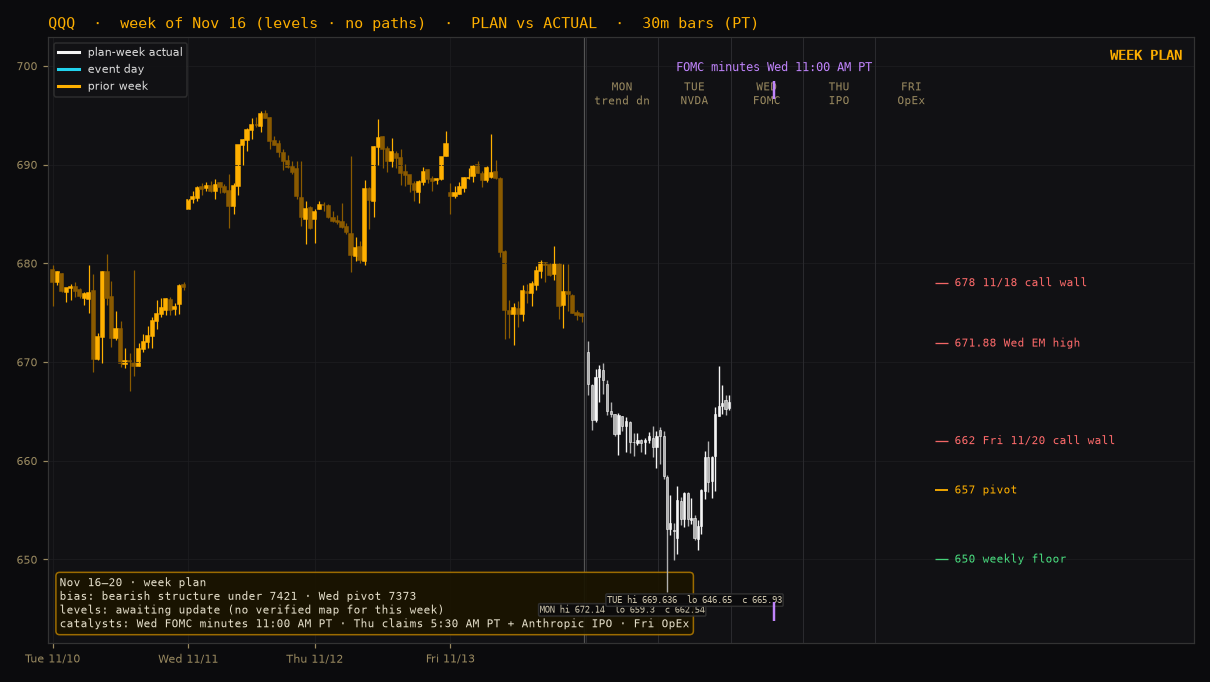 QQQ · week of Nov 16 (levels · no paths) · PLAN vs ACTUAL · 30m bars (PT)
plan-week actual
event day
prior week
WEEK PLAN
FOMC minutes Wed 11:00 AM PT
MON
trend dn
TUE
NVDA
WED
FOMC
THU
IPO
FRI
OpEx
700
690
680
670
660
650
678 11/18 call wall
671.88 Wed EM high
662 Fri 11/20 call wall
657 pivot
650 weekly floor
Nov 16–20 · week plan
bias: bearish structure under 7421 · Wed pivot 7373
levels: awaiting update (no verified map for this week)
catalysts: Wed FOMC minutes 11:00 AM PT · Thu claims 5:30 AM PT + Anthropic IPO · Fri OpEx
TUE hi 669.636 lo 646.65 c 665.93
MON hi 672.14 lo 659.3 c 662.54
Tue 11/10
Wed 11/11
Thu 11/12
Fri 11/13